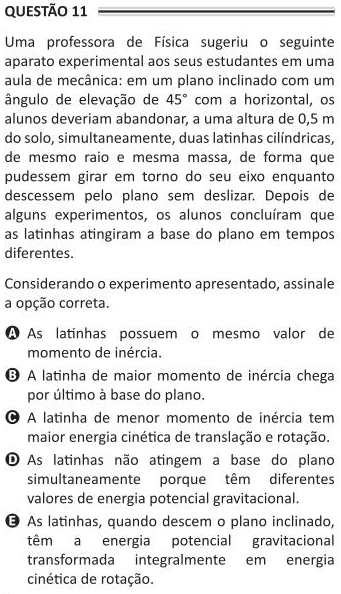 QUESTÃO 11
Uma professora de Física sugeriu o seguinte
aparato experimental aos seus estudantes em uma
aula de mecânica: em um plano inclinado com um
ângulo de elevação de 45° com a horizontal, os
alunos deveriam abandonar, a uma altura de 0,5 m
do solo, simultaneamente, duas latinhas cilíndricas,
de mesmo raio e mesma massa, de forma que
pudessem girar em torno do seu eixo enquanto
descessem pelo plano sem deslizar. Depois de
alguns experimentos, os alunos concluíram que
as latinhas atingiram a base do plano em tempos
diferentes.
Considerando o experimento apresentado, assinale
a opção correta.
A As latinhas possuem o mesmo valor de
momento de inércia.
B A latinha de maior momento de inércia chega
por último à base do plano.
C A latinha de menor momento de inércia tem
maior energia cinética de translação e rotação.
D As latinhas não atingem a base do plano
simultaneamente porque têm diferentes
valores de energia potencial gravitacional.
E As latinhas, quando descem o plano inclinado,
têm a energia potencial gravitacional
transformada integralmente em energia
cinética de rotação.